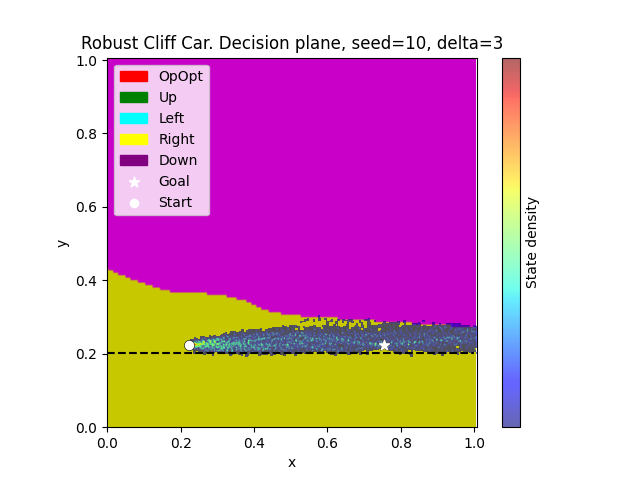 Robust Cliff Car. Decision plane, seed=10, delta=3
OpOpt
Up
Left
Right
Down
Goal
Start
1.0
0.8
0.6
0.4
0.2
0.0
y
0.0 0.2 0.4 0.6 0.8 1.0
x
State density